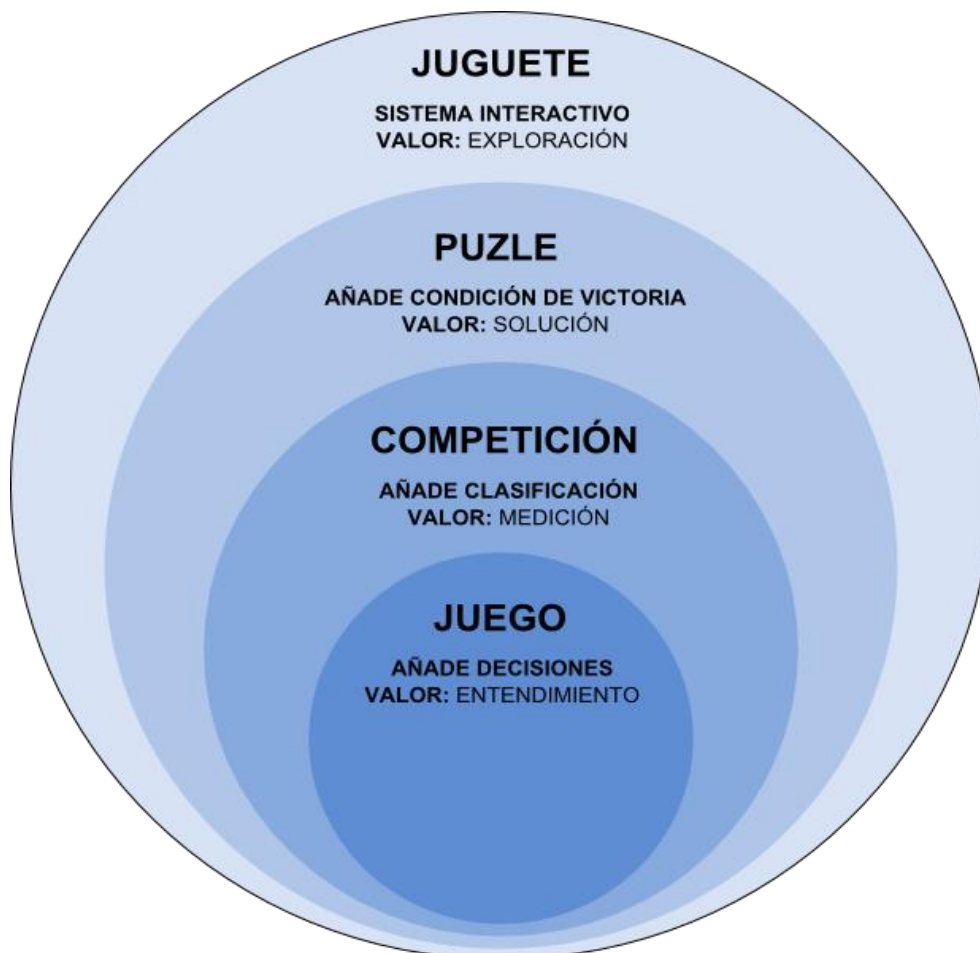 JUGUETE
SISTEMA INTERACTIVO
VALOR: EXPLORACIÓN
PUZLE
AÑADE CONDICIÓN DE VICTORIA
VALOR: SOLUCIÓN
COMPETICIÓN
AÑADE CLASIFICACIÓN
VALOR: MEDICIÓN
JUEGO
AÑADE DECISIONES
VALOR: ENTENDIMIENTO